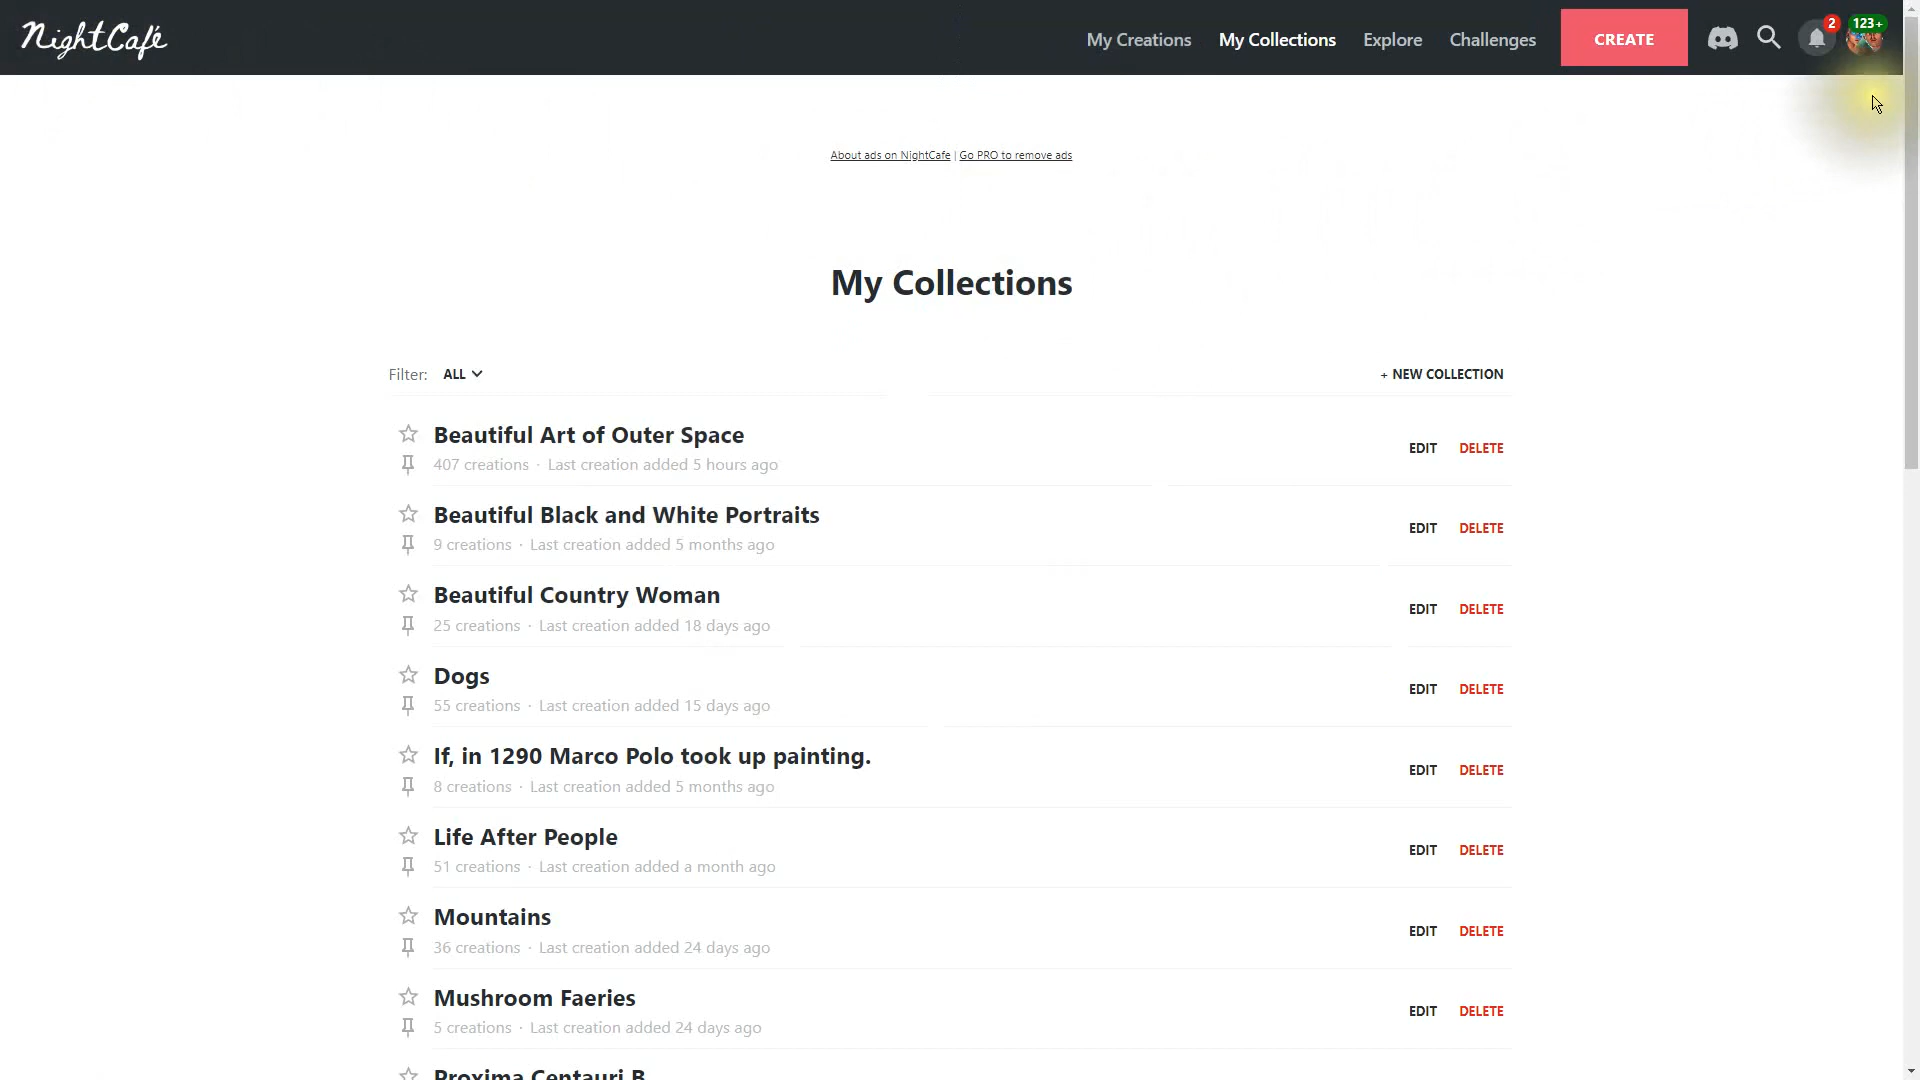 NightCafé
My Creations
My Collections
Explore
Challenges
CREATE
2
123+
About ads on NightCafe | Go PRO to remove ads
My Collections
Filter: ALL
+ NEW COLLECTION
Beautiful Art of Outer Space
407 creations · Last creation added 5 hours ago
EDIT DELETE
Beautiful Black and White Portraits
9 creations · Last creation added 5 months ago
EDIT DELETE
Beautiful Country Woman
25 creations · Last creation added 18 days ago
EDIT DELETE
Dogs
55 creations · Last creation added 15 days ago
EDIT DELETE
If, in 1290 Marco Polo took up painting.
8 creations · Last creation added 5 months ago
EDIT DELETE
Life After People
51 creations · Last creation added a month ago
EDIT DELETE
Mountains
36 creations · Last creation added 24 days ago
EDIT DELETE
Mushroom Faeries
5 creations · Last creation added 24 days ago
EDIT DELETE
Proxima Centauri B